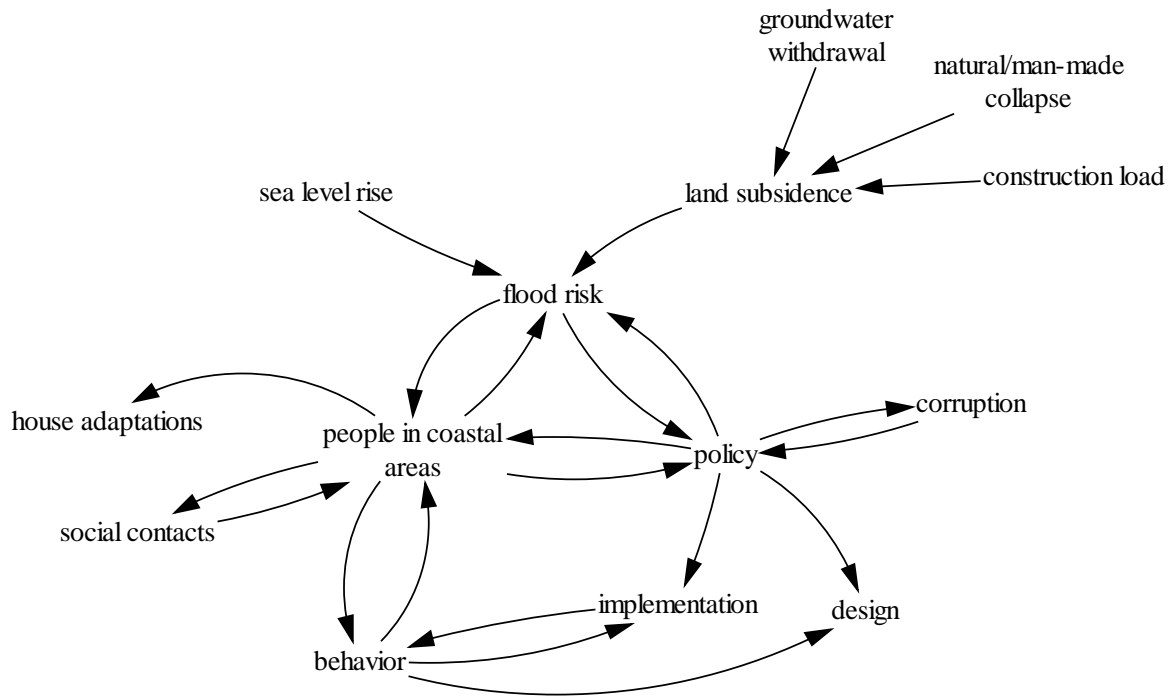 groundwater
withdrawal
natural/man-made
collapse
construction load
sea level rise
land subsidence
flood risk
house adaptations
corruption
people in coastal
areas
policy
social contacts
implementation
design
behavior